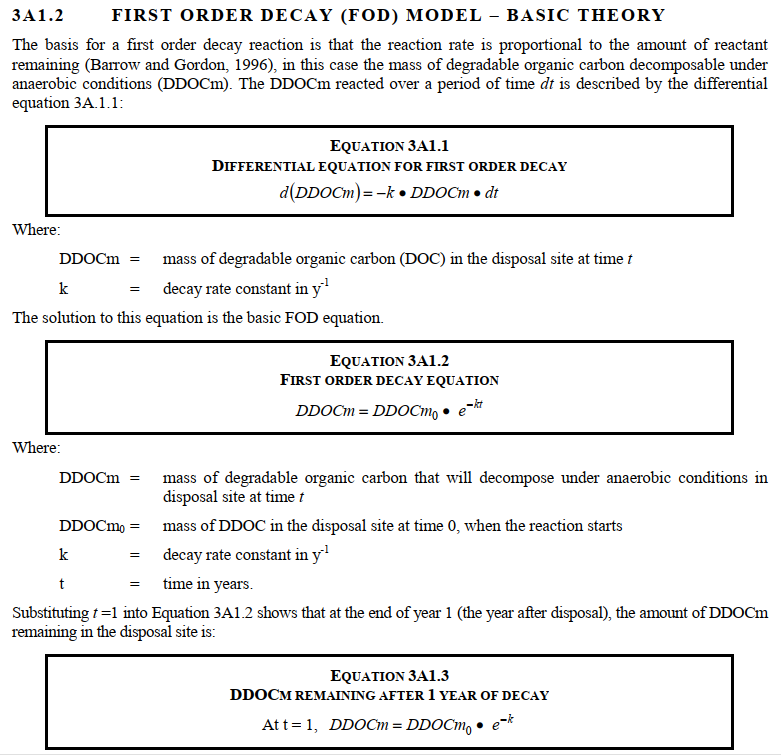 3A1.2 FIRST ORDER DECAY (FOD) MODEL – BASIC THEORY
The basis for a first order decay reaction is that the reaction rate is proportional to the amount of reactant
remaining (Barrow and Gordon, 1996), in this case the mass of degradable organic carbon decomposable under
anaerobic conditions (DDOCm). The DDOCm reacted over a period of time dt is described by the differential
equation 3A.1.1:
EQUATION 3A1.1
DIFFERENTIAL EQUATION FOR FIRST ORDER DECAY
d(DDOCm) = −k • DDOCm • dt
Where:
DDOCm = mass of degradable organic carbon (DOC) in the disposal site at time t
k = decay rate constant in y⁻¹
The solution to this equation is the basic FOD equation.
EQUATION 3A1.2
FIRST ORDER DECAY EQUATION
DDOCm = DDOCm₀ • e⁻ᵏᵗ
Where:
DDOCm = mass of degradable organic carbon that will decompose under anaerobic conditions in
disposal site at time t
DDOCm₀ = mass of DDOC in the disposal site at time 0, when the reaction starts
k = decay rate constant in y⁻¹
t = time in years.
Substituting t =1 into Equation 3A1.2 shows that at the end of year 1 (the year after disposal), the amount of DDOCm
remaining in the disposal site is:
EQUATION 3A1.3
DDOCM REMAINING AFTER 1 YEAR OF DECAY
At t = 1, DDOCm = DDOCm₀ • e⁻ᵏ